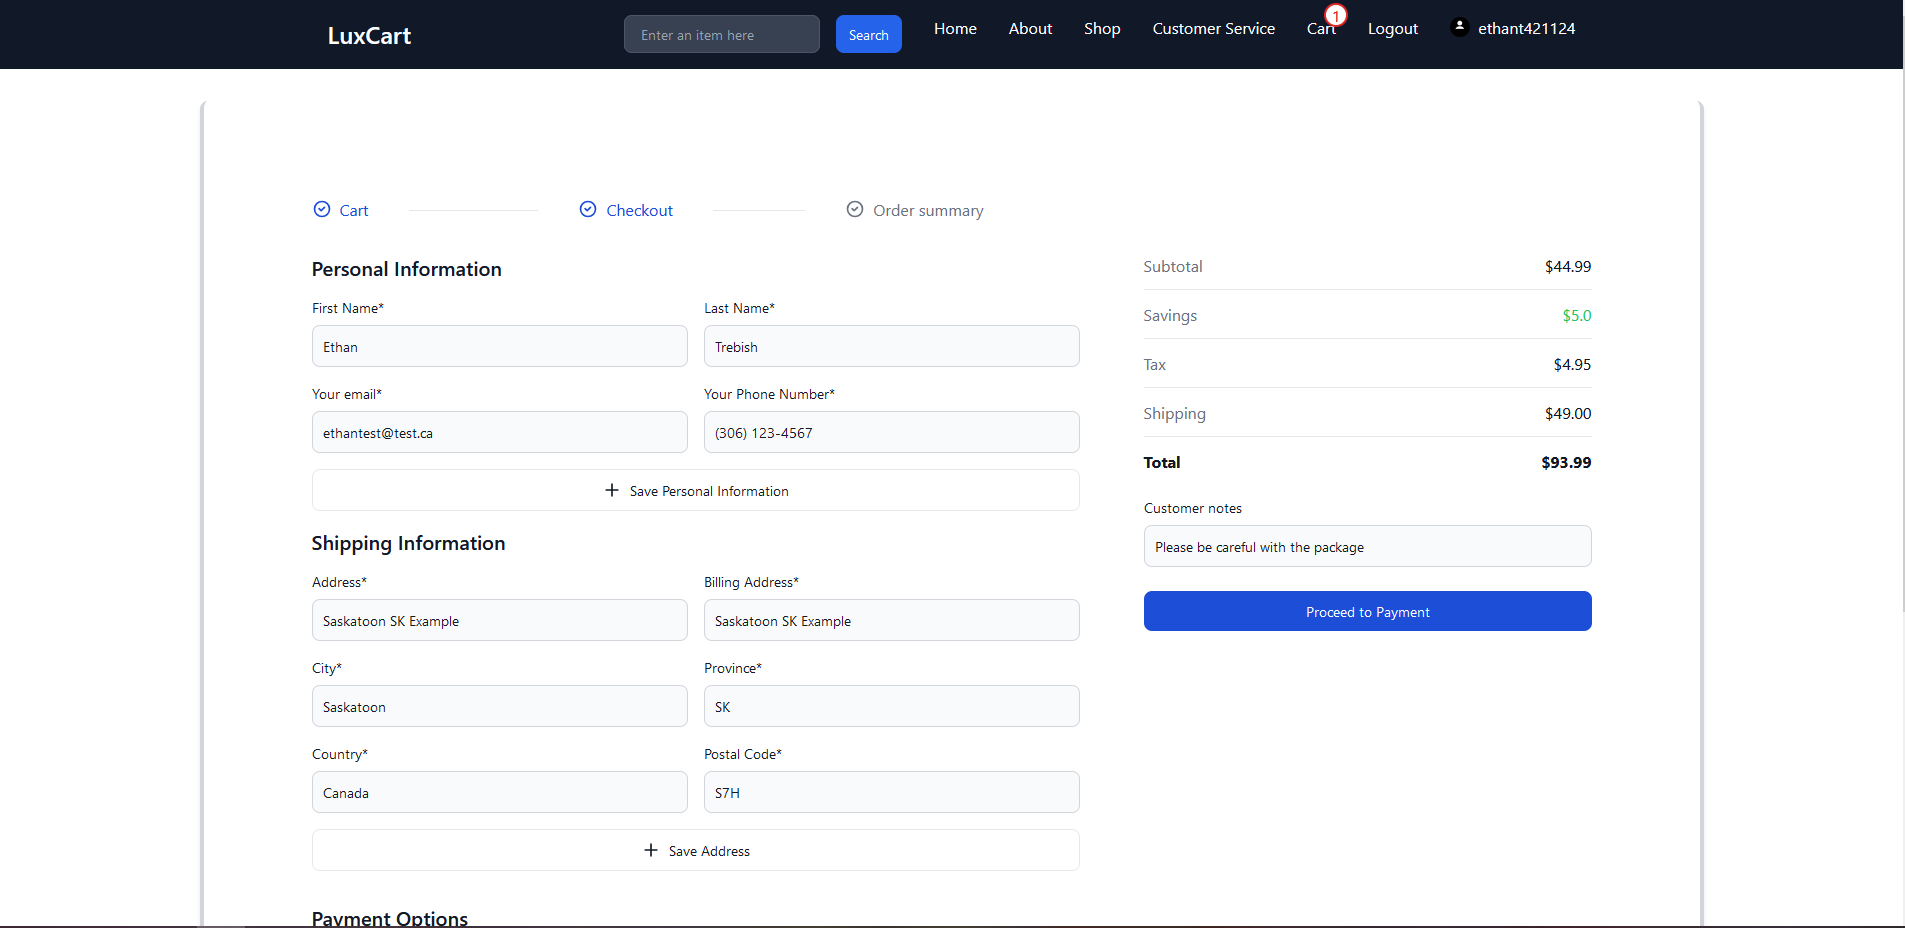 LuxCart
Enter an item here
Search
Home
About
Shop
Customer Service
Cart
1
Logout
ethant421124
Cart
Checkout
Order summary
Personal Information
First Name*
Last Name*
Ethan
Trebish
Your email*
Your Phone Number*
ethantest@test.ca
(306) 123-4567
Save Personal Information
Shipping Information
Address*
Billing Address*
Saskatoon SK Example
Saskatoon SK Example
City*
Province*
Saskatoon
SK
Country*
Postal Code*
Canada
S7H
Save Address
Payment Options
Subtotal $44.99
Savings $5.0
Tax $4.95
Shipping $49.00
Total $93.99
Customer notes
Please be careful with the package
Proceed to Payment